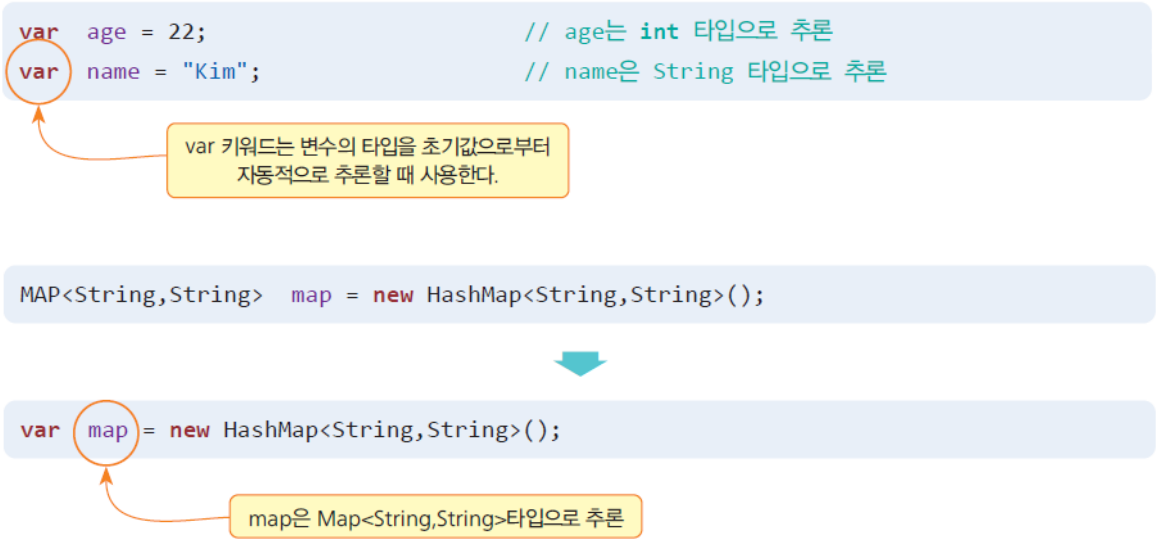 var age = 22; // age는 int 타입으로 추론
var name = "Kim"; // name은 String 타입으로 추론
var 키워드는 변수의 타입을 초기값으로부터
자동적으로 추론할 때 사용한다.
MAP<String,String> map = new HashMap<String,String>();
var map = new HashMap<String,String>();
map은 Map<String,String>타입으로 추론